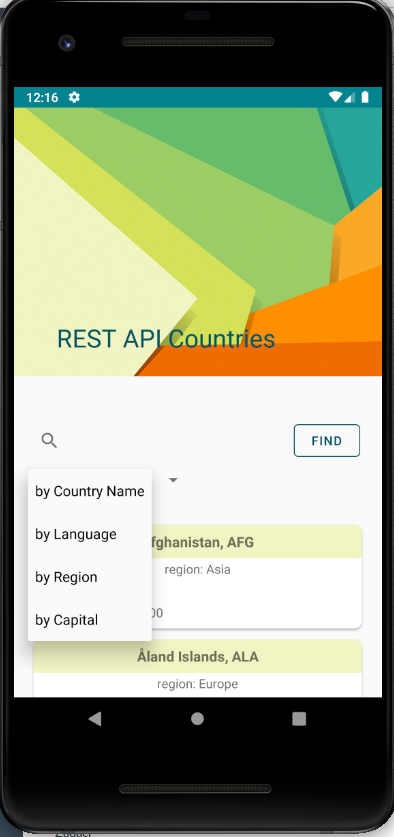 12:16
REST API Countries
FIND
by Country Name
by Language
by Region
by Capital
fghanistan, AFG
region: Asia
00
Åland Islands, ALA
region: Europe